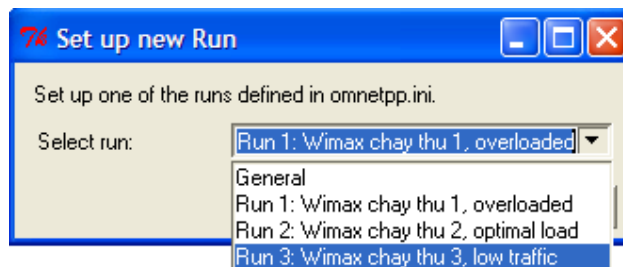 Set up new Run
Set up one of the runs defined in omnetpp.ini.
Select run:
Run 1: Wimax chay thu 1, overloaded
General
Run 1: Wimax chay thu 1, overloaded
Run 2: Wimax chay thu 2, optimal load
Run 3: Wimax chay thu 3, low traffic